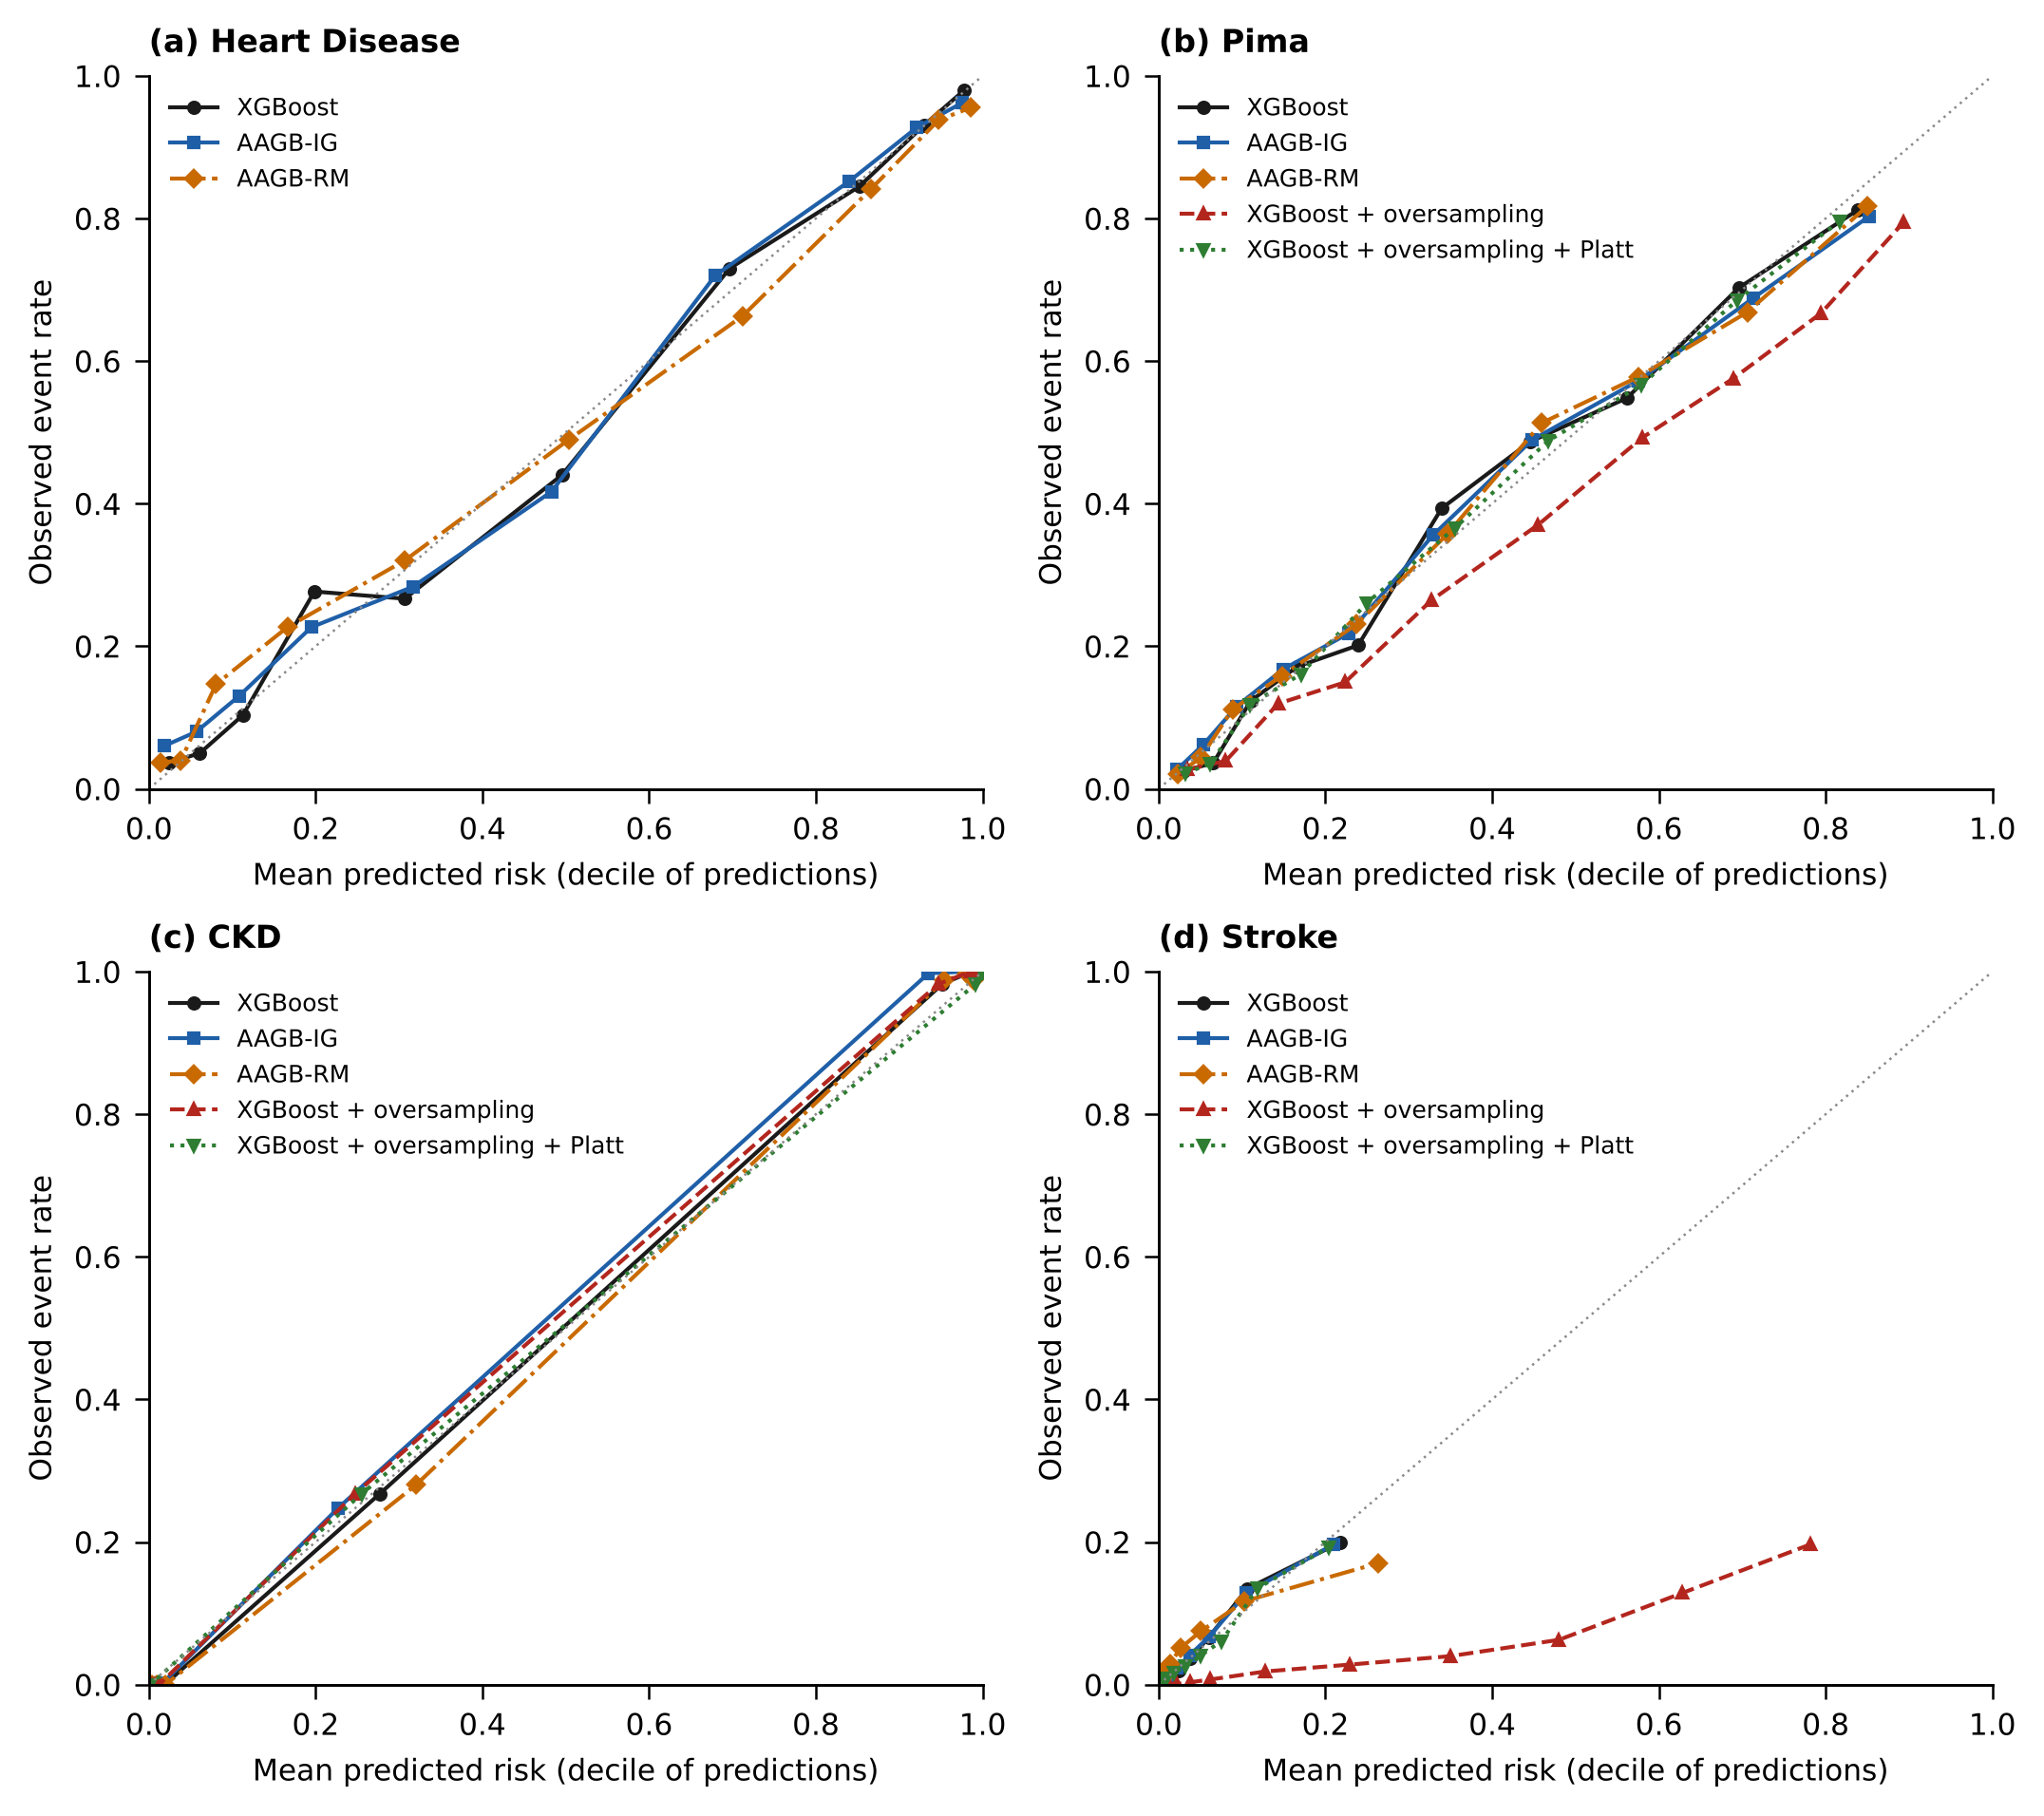 (a) Heart Disease
1.0
0.8
0.6
0.4
0.2
0.0
Observed event rate
XGBoost
AAGB-IG
AAGB-RM
0.0 0.2 0.4 0.6 0.8 1.0
Mean predicted risk (decile of predictions)
(b) Pima
1.0
0.8
0.6
0.4
0.2
0.0
Observed event rate
XGBoost
AAGB-IG
AAGB-RM
XGBoost + oversampling
XGBoost + oversampling + Platt
0.0 0.2 0.4 0.6 0.8 1.0
Mean predicted risk (decile of predictions)
(c) CKD
1.0
0.8
0.6
0.4
0.2
0.0
Observed event rate
XGBoost
AAGB-IG
AAGB-RM
XGBoost + oversampling
XGBoost + oversampling + Platt
0.0 0.2 0.4 0.6 0.8 1.0
Mean predicted risk (decile of predictions)
(d) Stroke
1.0
0.8
0.6
0.4
0.2
0.0
Observed event rate
XGBoost
AAGB-IG
AAGB-RM
XGBoost + oversampling
XGBoost + oversampling + Platt
0.0 0.2 0.4 0.6 0.8 1.0
Mean predicted risk (decile of predictions)